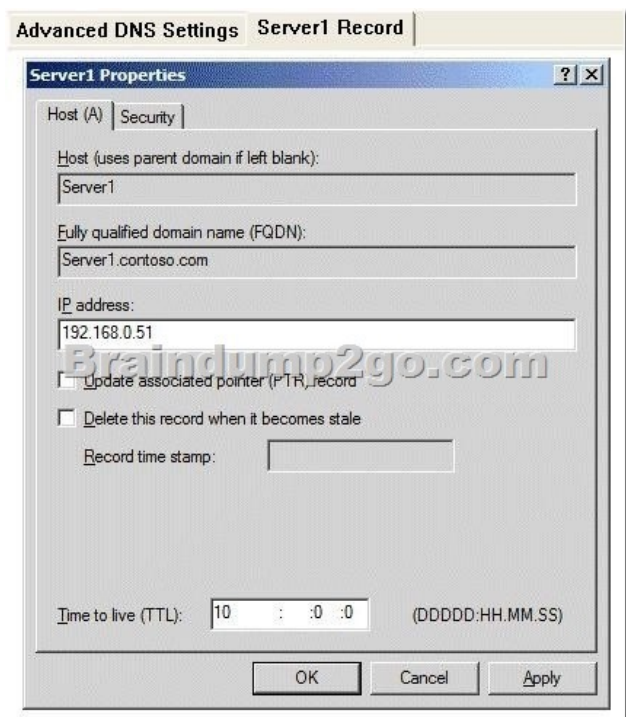 Advanced DNS Settings Server1 Record
Server1 Properties
Host (A) Security
Host (uses parent domain if left blank):
Server1
Fully qualified domain name (FQDN):
Server1.contoso.com
IP address:
192.168.0.51
Braindump2go.com
Update associated pointer (PTR) record
Delete this record when it becomes stale
Record time stamp:
Time to live (TTL): 10 : :0 :0 (DDDDD:HH.MM.SS)
OK Cancel Apply